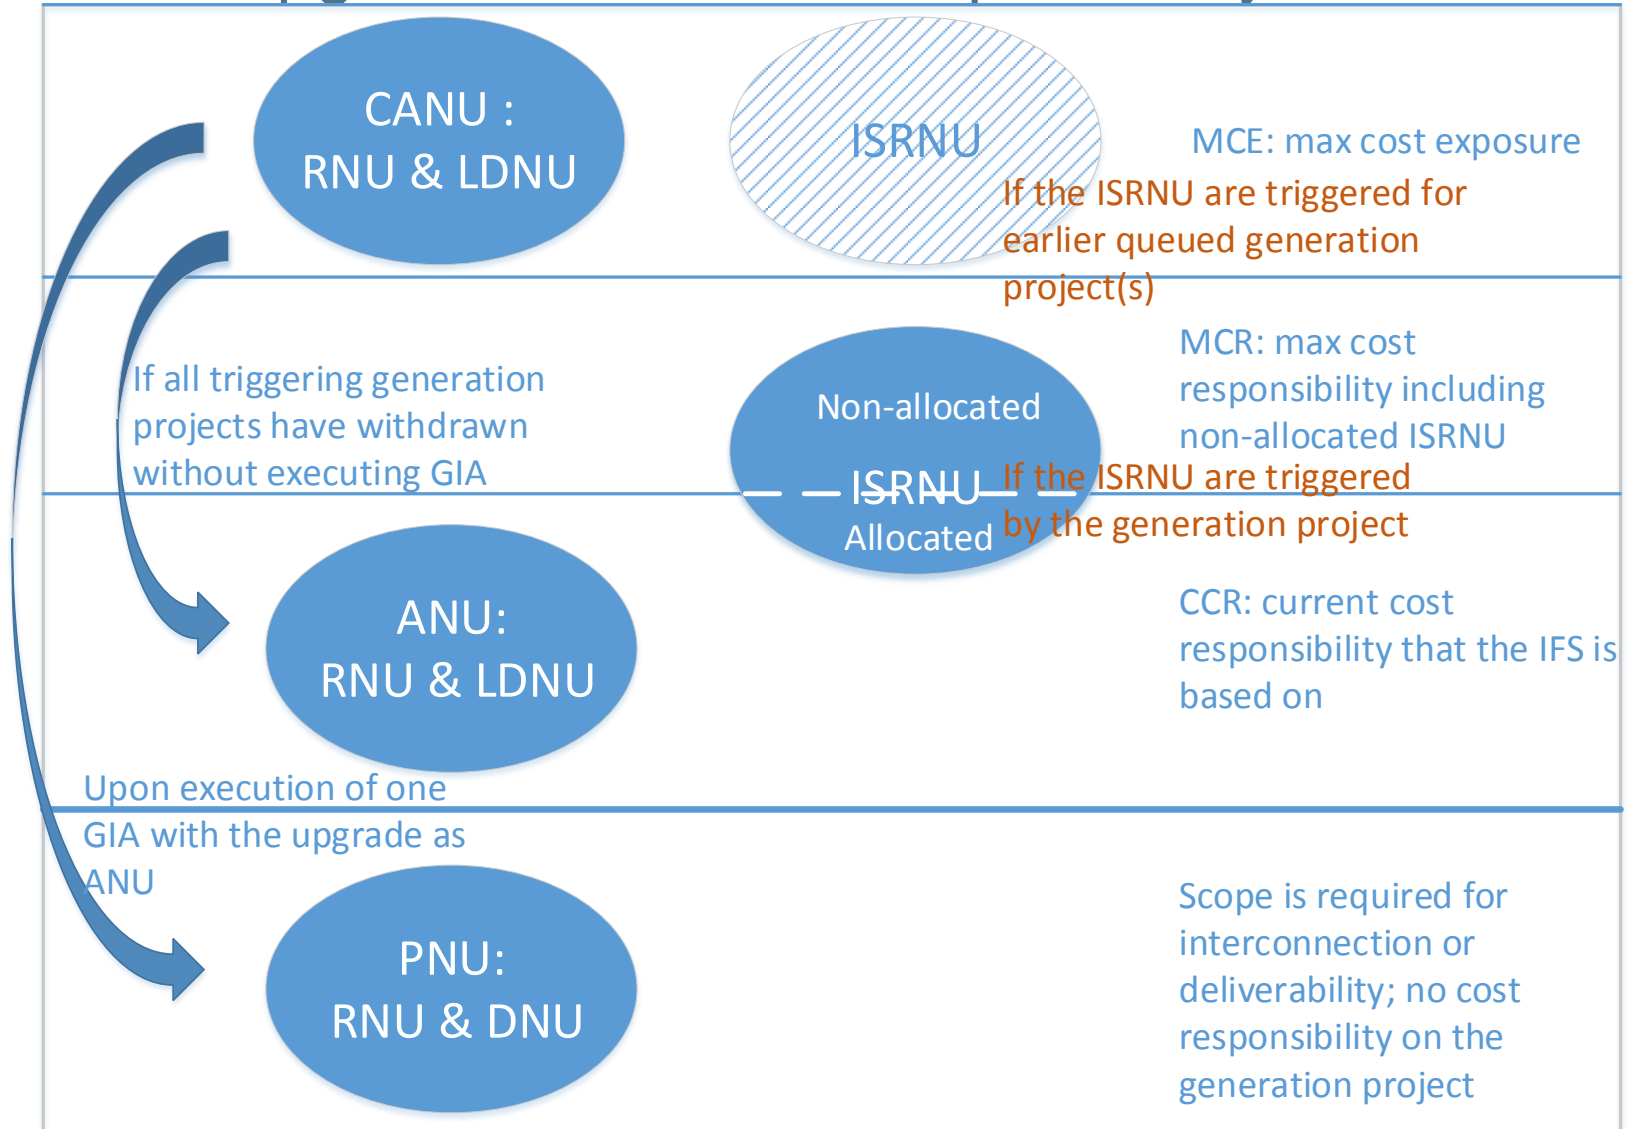 CANU :
RNU & LDNU
ISRNU
MCE: max cost exposure
If the ISRNU are triggered for
earlier queued generation
project(s)
If all triggering generation
projects have withdrawn
without executing GIA
Non-allocated
ISRNU
Allocated
MCR: max cost
responsibility including
non-allocated ISRNU
If the ISRNU are triggered
by the generation project
ANU:
RNU & LDNU
CCR: current cost
responsibility that the IFS is
based on
Upon execution of one
GIA with the upgrade as
ANU
PNU:
RNU & DNU
Scope is required for
interconnection or
deliverability; no cost
responsibility on the
generation project